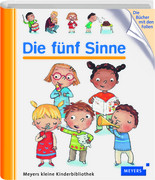 Die
Bücher
mit den
Folien
Die fünf Sinne
Meyers kleine Kinderbibliothek
MEYERS